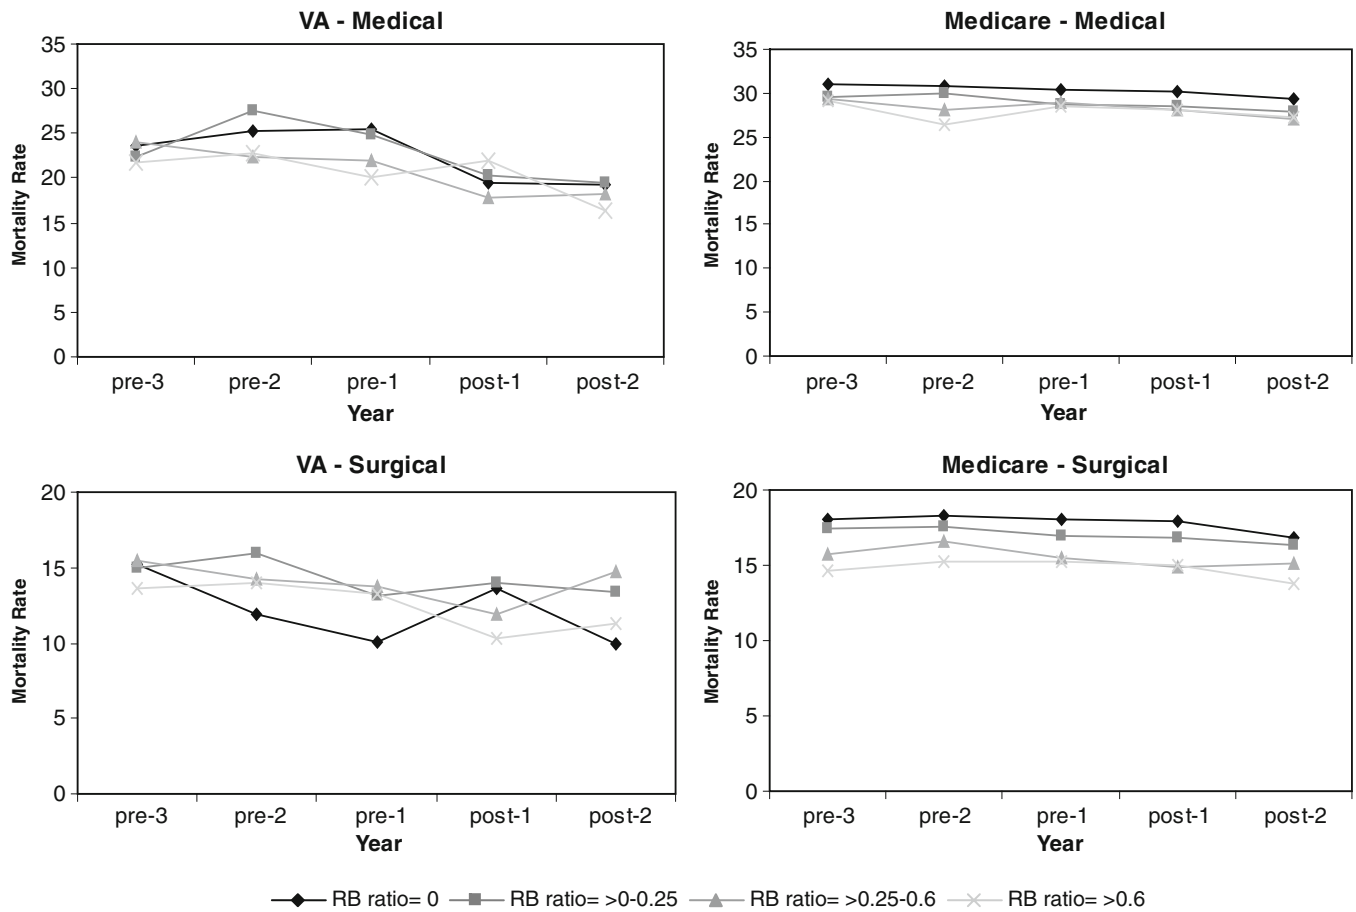 VA - Medical
35
30
25
20
15
10
5
0
Mortality Rate
pre-3 pre-2 pre-1 post-1 post-2
Year
Medicare - Medical
35
30
25
20
15
10
5
0
Mortality Rate
pre-3 pre-2 pre-1 post-1 post-2
Year
VA - Surgical
20
15
10
5
0
Mortality Rate
pre-3 pre-2 pre-1 post-1 post-2
Year
Medicare - Surgical
20
15
10
5
0
Mortality Rate
pre-3 pre-2 pre-1 post-1 post-2
Year
RB ratio= 0 RB ratio= >0-0.25 RB ratio= >0.25-0.6 RB ratio= >0.6